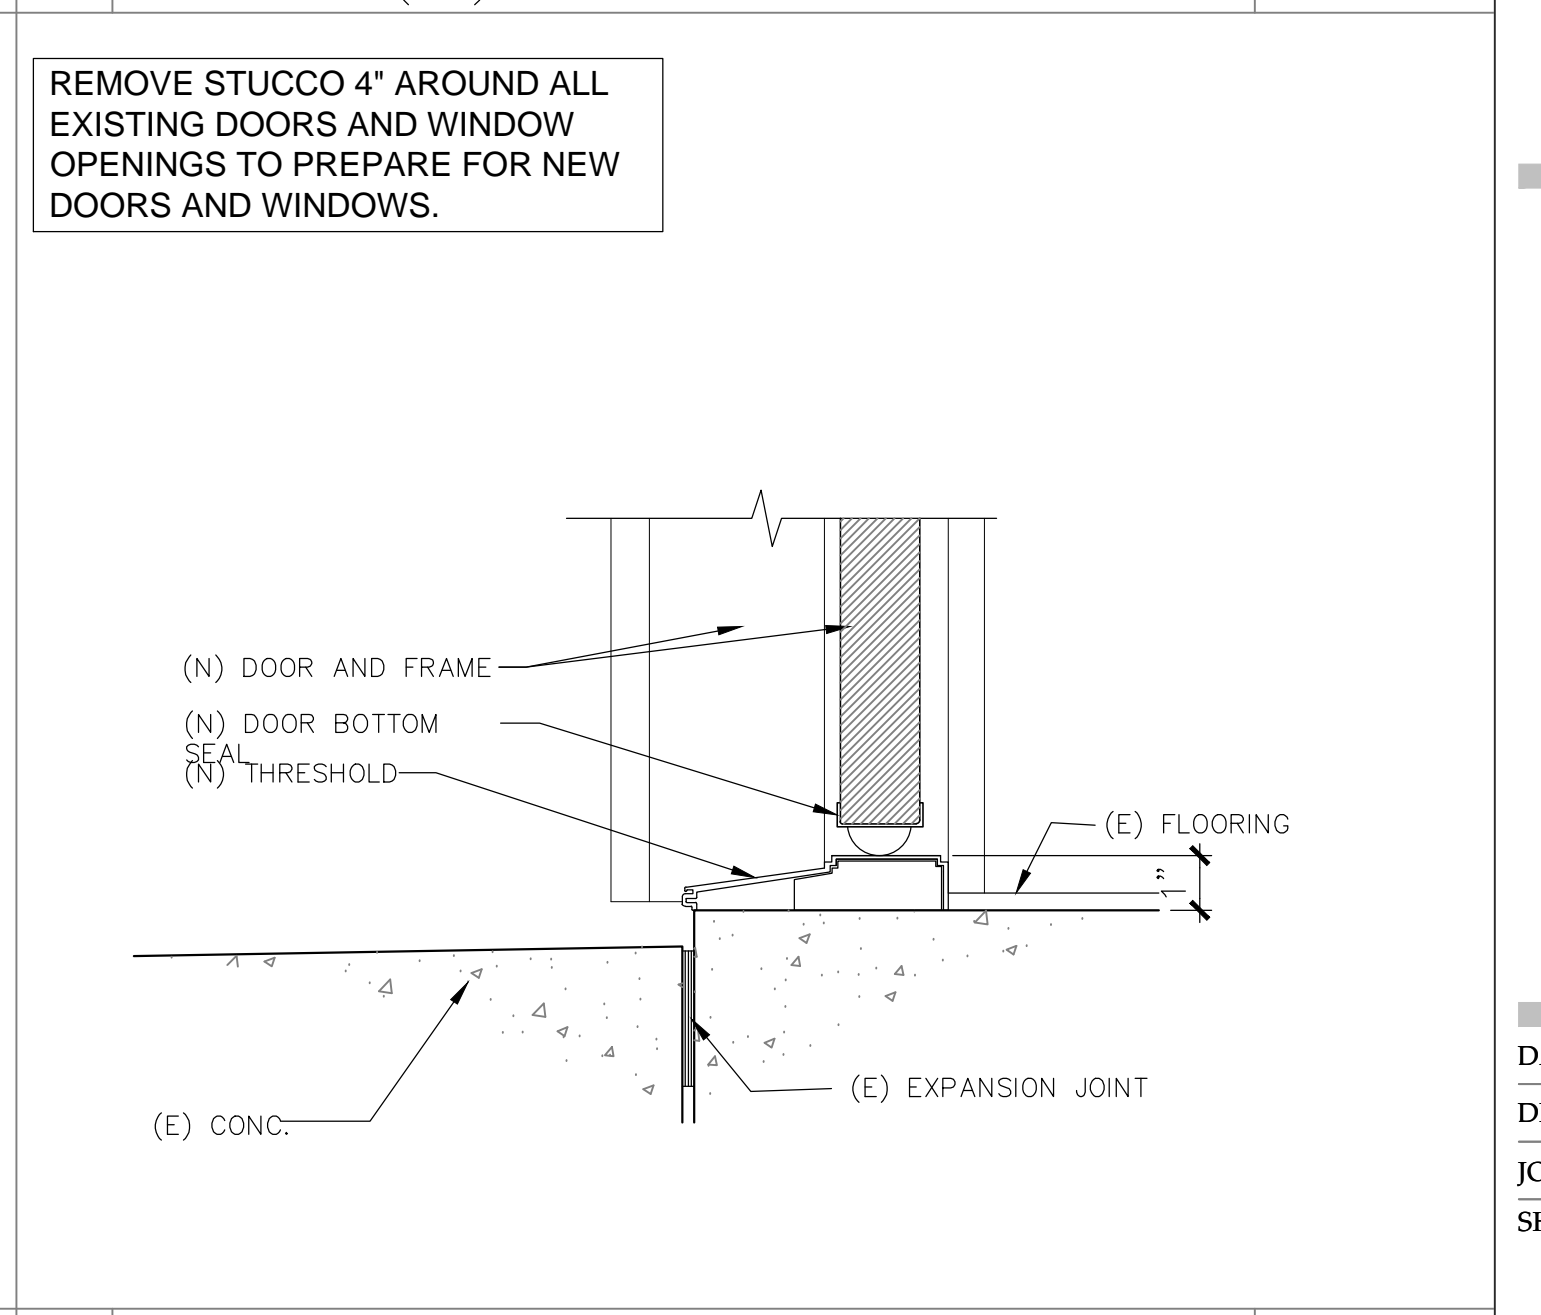 REMOVE STUCCO 4" AROUND ALL
EXISTING DOORS AND WINDOW
OPENINGS TO PREPARE FOR NEW
DOORS AND WINDOWS.
(N) DOOR AND FRAME
(N) DOOR BOTTOM
SEAL
(N) THRESHOLD
(E) FLOORING
1"
(E) EXPANSION JOINT
(E) CONC.